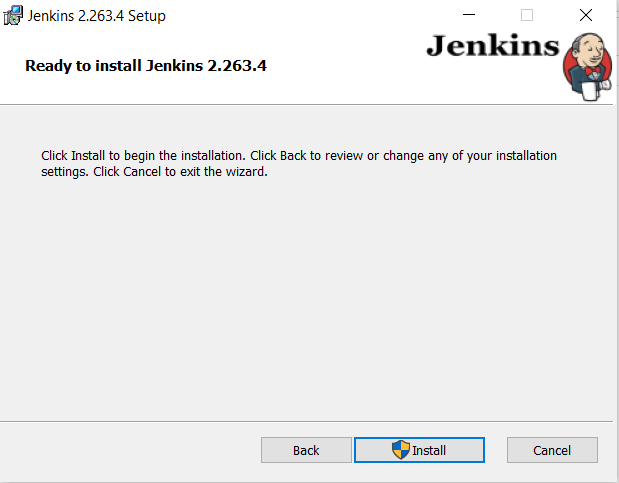 Jenkins 2.263.4 Setup
Jenkins
Ready to install Jenkins 2.263.4
Click Install to begin the installation. Click Back to review or change any of your installation
settings. Click Cancel to exit the wizard.
Back
Install
Cancel